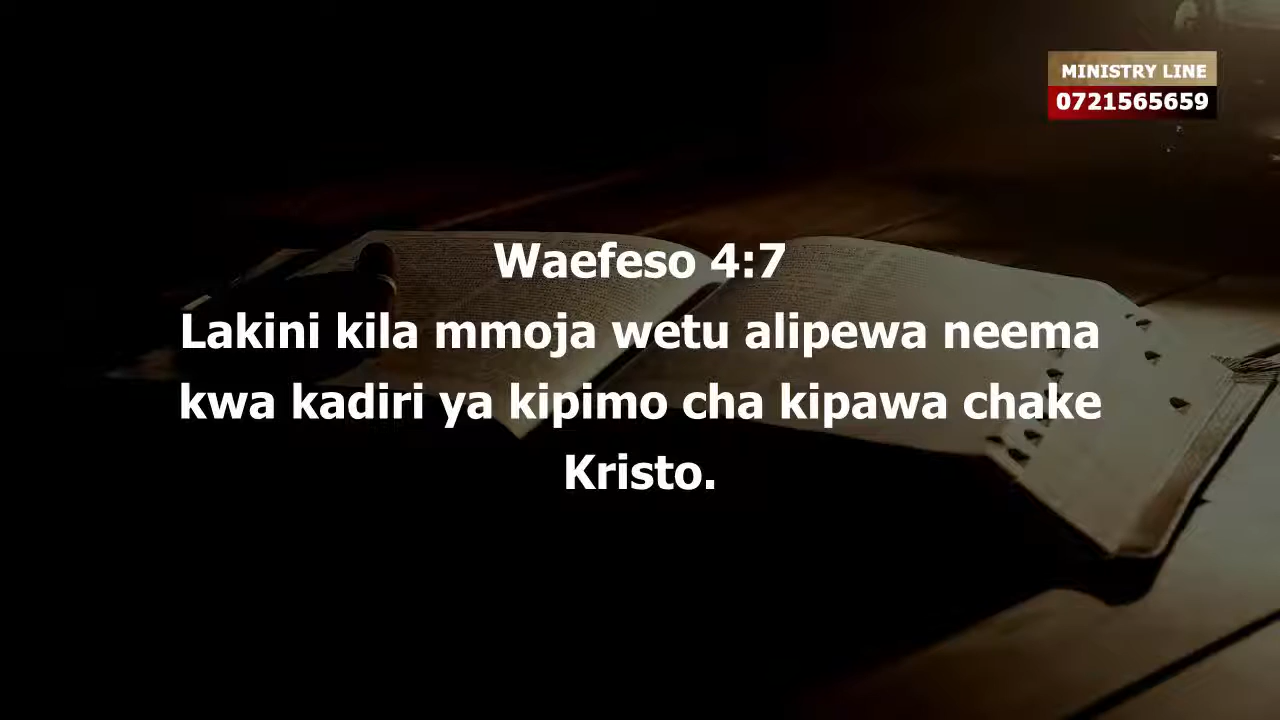 MINISTRY LINE
0721565659
Waefeso 4:7
Lakini kila mmoja wetu alipewa neema
kwa kadiri ya kipimo cha kipawa chake
Kristo.